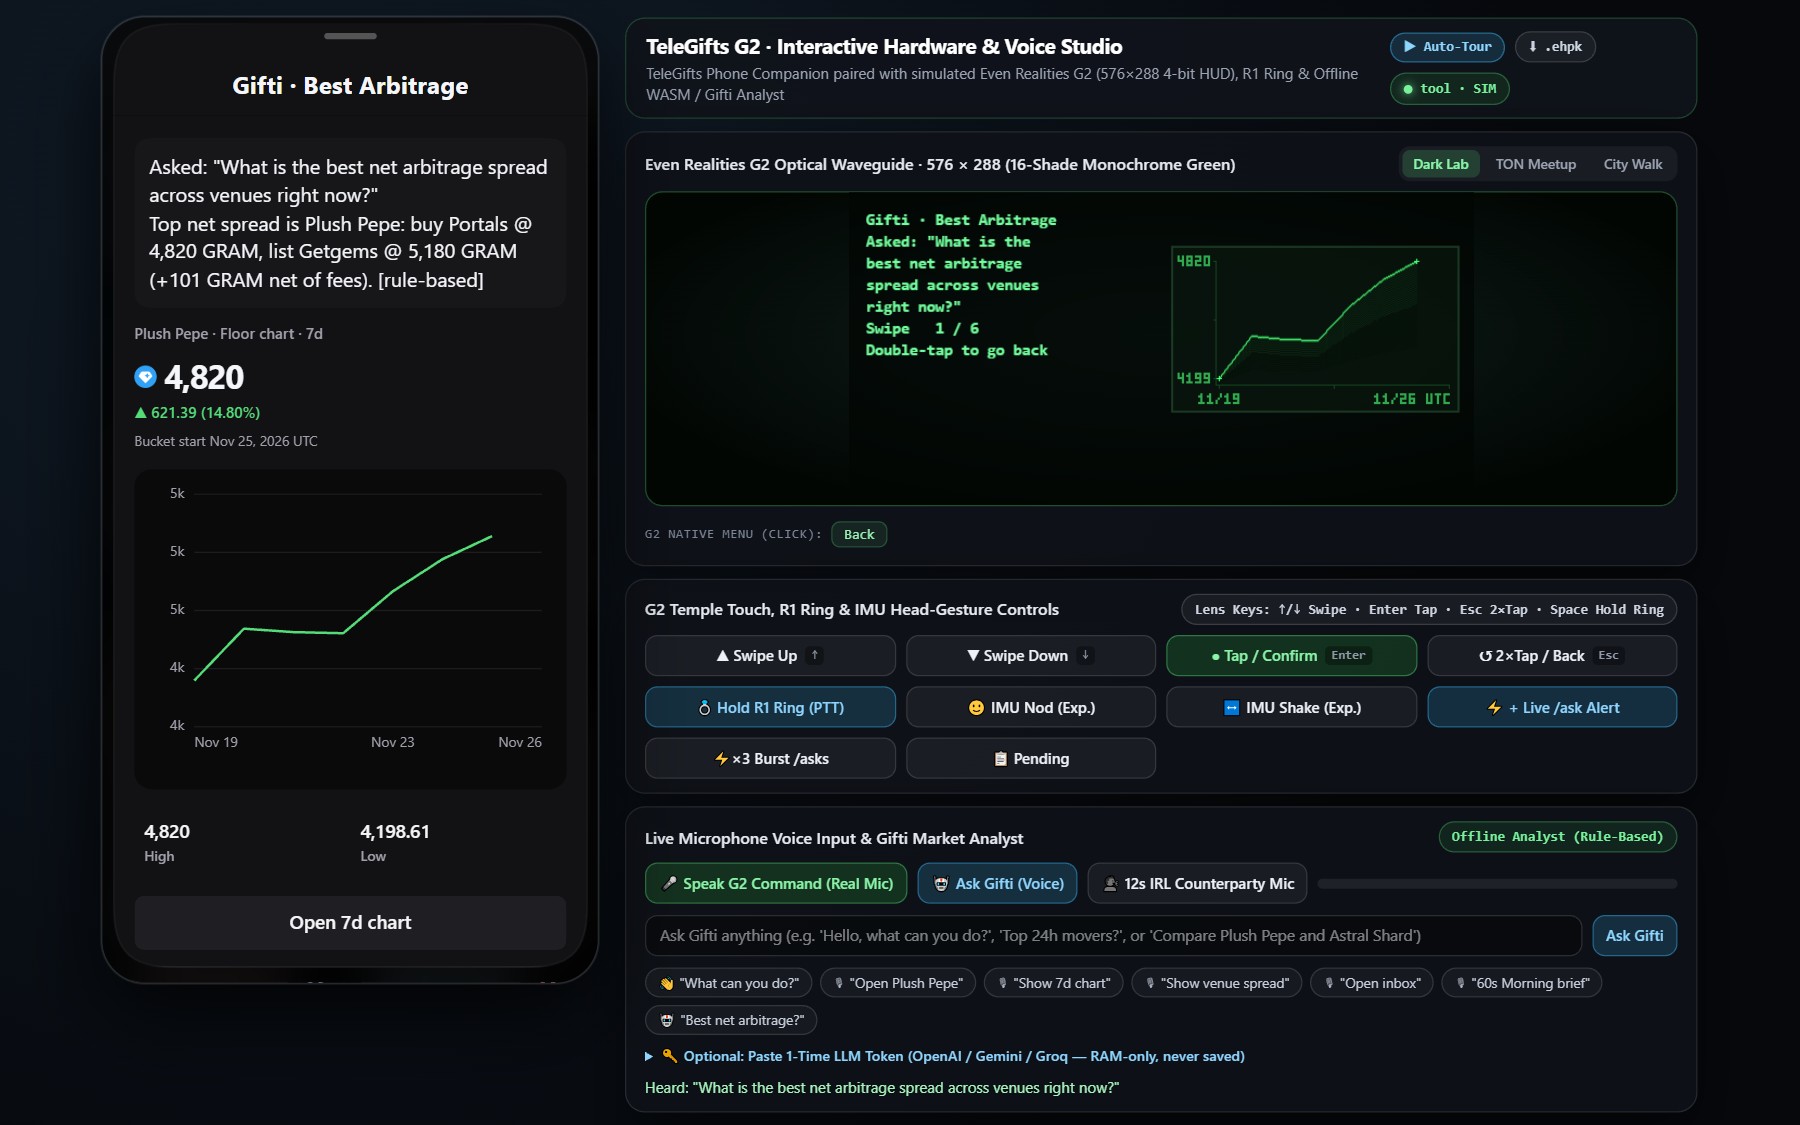 Gifti · Best Arbitrage
Asked: "What is the best net arbitrage spread
across venues right now?"
Top net spread is Plush Pepe: buy Portals @
4,820 GRAM, list Getgems @ 5,180 GRAM
(+101 GRAM net of fees). [rule-based]
Plush Pepe · Floor chart · 7d
4,820
▲ 621.39 (14.80%)
Bucket start Nov 25, 2026 UTC
5k
5k
5k
4k
4k
Nov 19
Nov 23
Nov 26
4,820
High
4,198.61
Low
Open 7d chart
TeleGifts G2 · Interactive Hardware & Voice Studio
TeleGifts Phone Companion paired with simulated Even Realities G2 (576×288 4-bit HUD), R1 Ring & Offline
WASM / Gifti Analyst
▶ Auto-Tour
⬇ .ehpk
tool · SIM
Even Realities G2 Optical Waveguide · 576 × 288 (16-Shade Monochrome Green)
Dark Lab
TON Meetup
City Walk
Gifti · Best Arbitrage
Asked: "What is the
best net arbitrage
spread across venues
right now?"
Swipe 1 / 6
Double-tap to go back
4820
4199
11/19
11/26 UTC
G2 NATIVE MENU (CLICK):
Back
G2 Temple Touch, R1 Ring & IMU Head-Gesture Controls
Lens Keys: ↑/↓ Swipe · Enter Tap · Esc 2×Tap · Space Hold Ring
▲ Swipe Up ↑
▼ Swipe Down ↓
● Tap / Confirm Enter
↺ 2×Tap / Back Esc
💍 Hold R1 Ring (PTT)
🙂 IMU Nod (Exp.)
↔️ IMU Shake (Exp.)
⚡ + Live /ask Alert
⚡ ×3 Burst /asks
📋 Pending
Live Microphone Voice Input & Gifti Market Analyst
Offline Analyst (Rule-Based)
🎤 Speak G2 Command (Real Mic)
🤖 Ask Gifti (Voice)
12s IRL Counterparty Mic
Ask Gifti anything (e.g. 'Hello, what can you do?', 'Top 24h movers?', or 'Compare Plush Pepe and Astral Shard')
Ask Gifti
👋 "What can you do?"
🎙 "Open Plush Pepe"
🎙 "Show 7d chart"
🎙 "Show venue spread"
🎙 "Open inbox"
🎙 "60s Morning brief"
🤖 "Best net arbitrage?"
▶ 🔑 Optional: Paste 1-Time LLM Token (OpenAI / Gemini / Groq — RAM-only, never saved)
Heard: "What is the best net arbitrage spread across venues right now?"